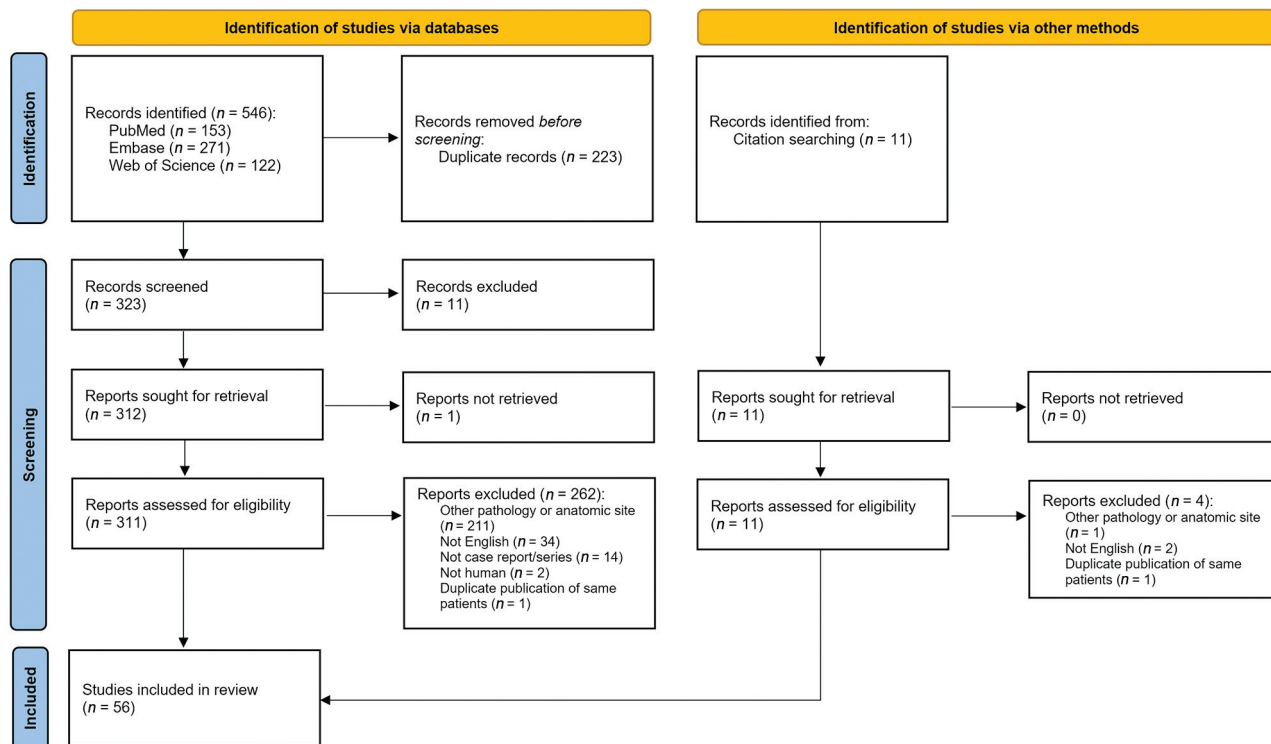 Identification of studies via databases
Identification of studies via other methods
Identification
Records identified (n = 546):
PubMed (n = 153)
Embase (n = 271)
Web of Science (n = 122)
Records removed before
screening:
Duplicate records (n = 223)
Records identified from:
Citation searching (n = 11)
Screening
Records screened
(n = 323)
Records excluded
(n = 11)
Reports sought for retrieval
(n = 312)
Reports not retrieved
(n = 1)
Reports sought for retrieval
(n = 11)
Reports not retrieved
(n = 0)
Reports assessed for eligibility
(n = 311)
Reports excluded (n = 262):
Other pathology or anatomic site
(n = 211)
Not English (n = 34)
Not case report/series (n = 14)
Not human (n = 2)
Duplicate publication of same
patients (n = 1)
Reports assessed for eligibility
(n = 11)
Reports excluded (n = 4):
Other pathology or anatomic site
(n = 1)
Not English (n = 2)
Duplicate publication of same
patients (n = 1)
Included
Studies included in review
(n = 56)